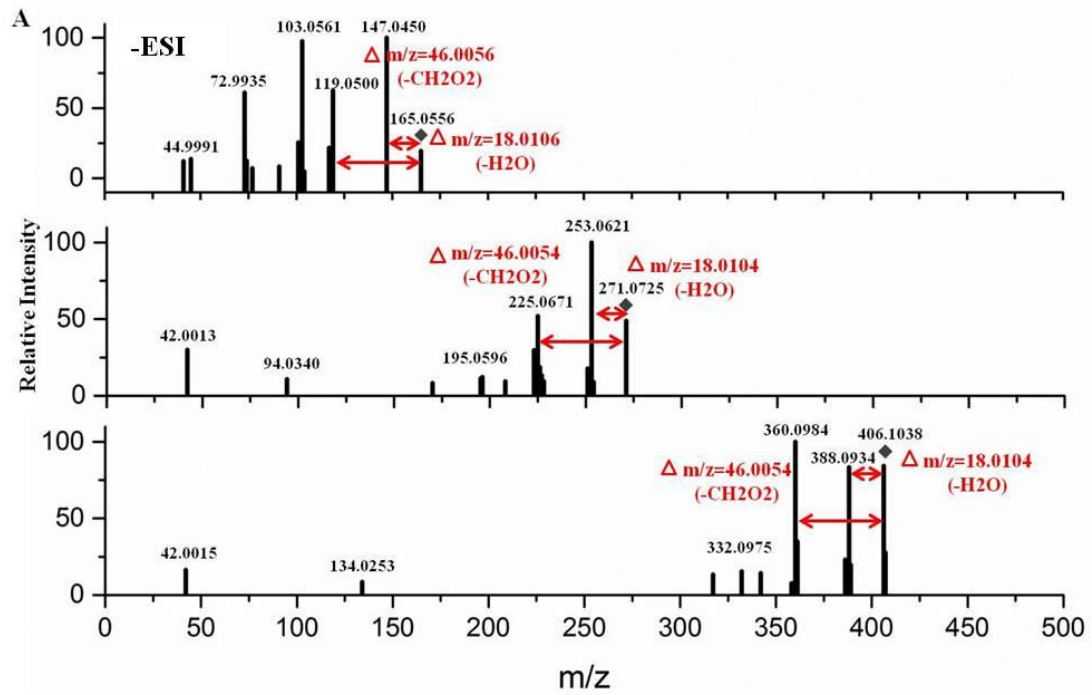 A
-ESI
Relative Intensity
100
50
0
44.9991
72.9935
103.0561
119.0500
147.0450
△ m/z=46.0056
(-CH2O2)
165.0556
△ m/z=18.0106
(-H2O)
100
50
0
42.0013
94.0340
195.0596
△ m/z=46.0054
(-CH2O2)
225.0671
253.0621
△ m/z=18.0104
(-H2O)
271.0725
100
50
0
42.0015
134.0253
332.0975
△ m/z=46.0054
(-CH2O2)
360.0984
388.0934
406.1038
△ m/z=18.0104
(-H2O)
0 50 100 150 200 250 300 350 400 450 500
m/z